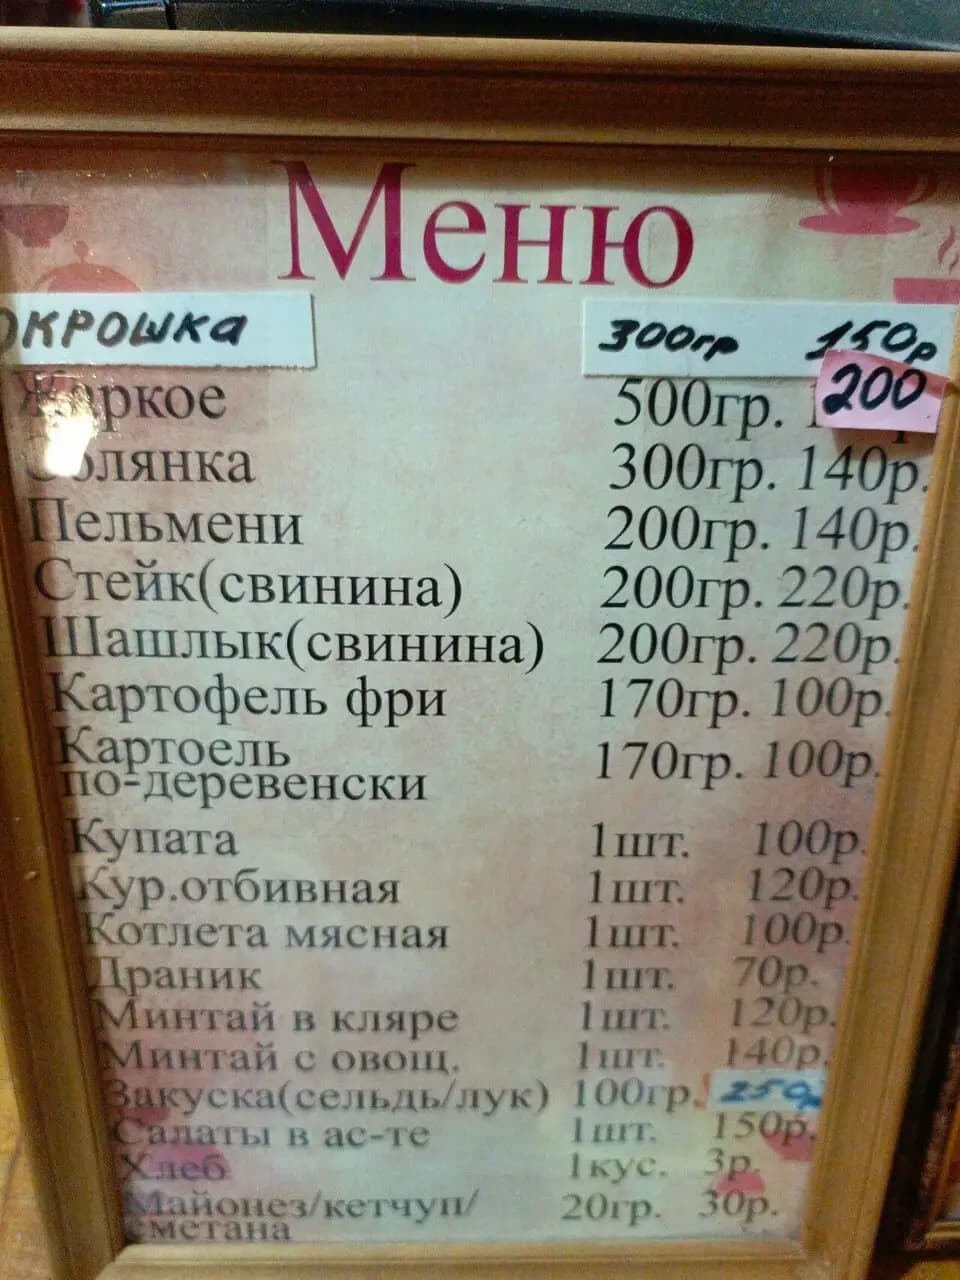 Меню
ОКРОШКА 300гр 150р
Жаркое 500гр. 200
Солянка 300гр. 140р.
Пельмени 200гр. 140р.
Стейк(свинина) 200гр. 220р.
Шашлык(свинина) 200гр. 220р.
Картофель фри 170гр. 100р.
Картоель
по-деревенски 170гр. 100р.
Купата 1шт. 100р.
Кур.отбивная 1шт. 120р.
Котлета мясная 1шт. 100р.
Драник 1шт. 70р.
Минтай в кляре 1шт. 120р.
Минтай с овощ. 1шт. 140р.
Закуска(сельдь/лук) 100гр. 250р
Салаты в ас-те 1шт. 150р.
Хлеб 1кус. 3р.
Майонез/кетчуп/ 20гр. 30р.
сметана